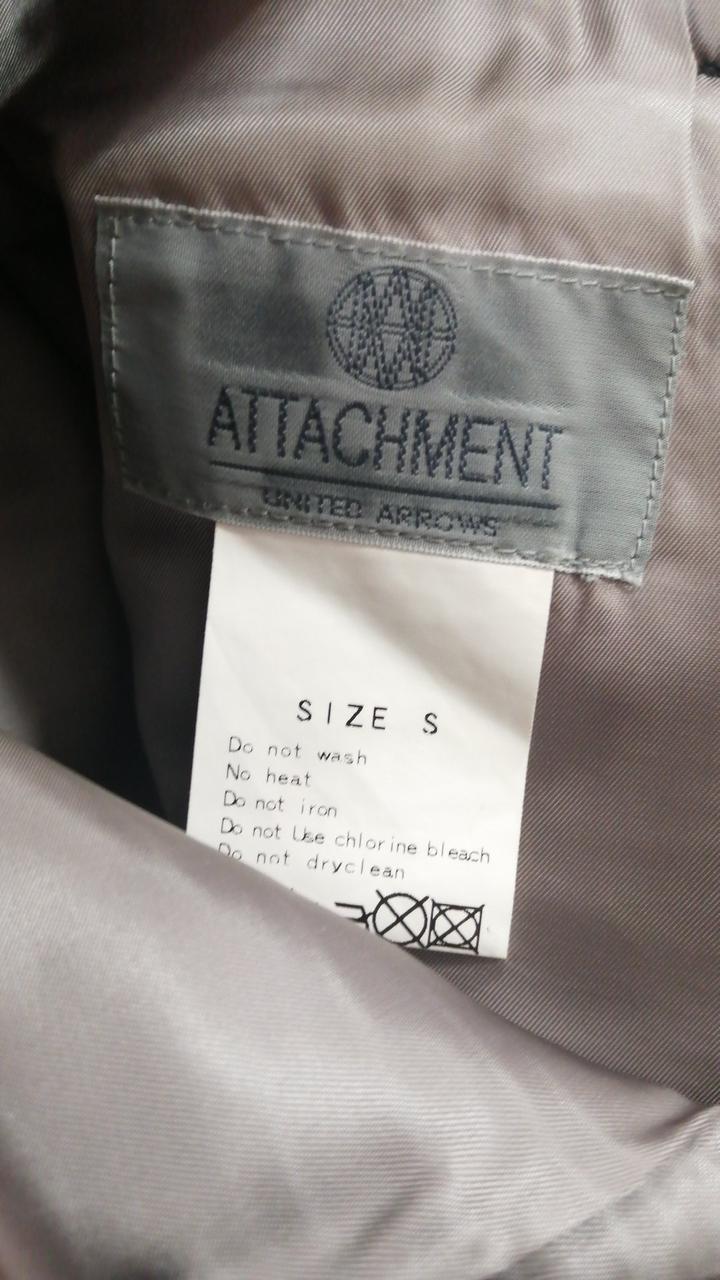 ATTACHMENT
UNITED ARROWS
SIZE S
Do not wash
No heat
Do not iron
Do not Use chlorine bleach
Do not dryclean